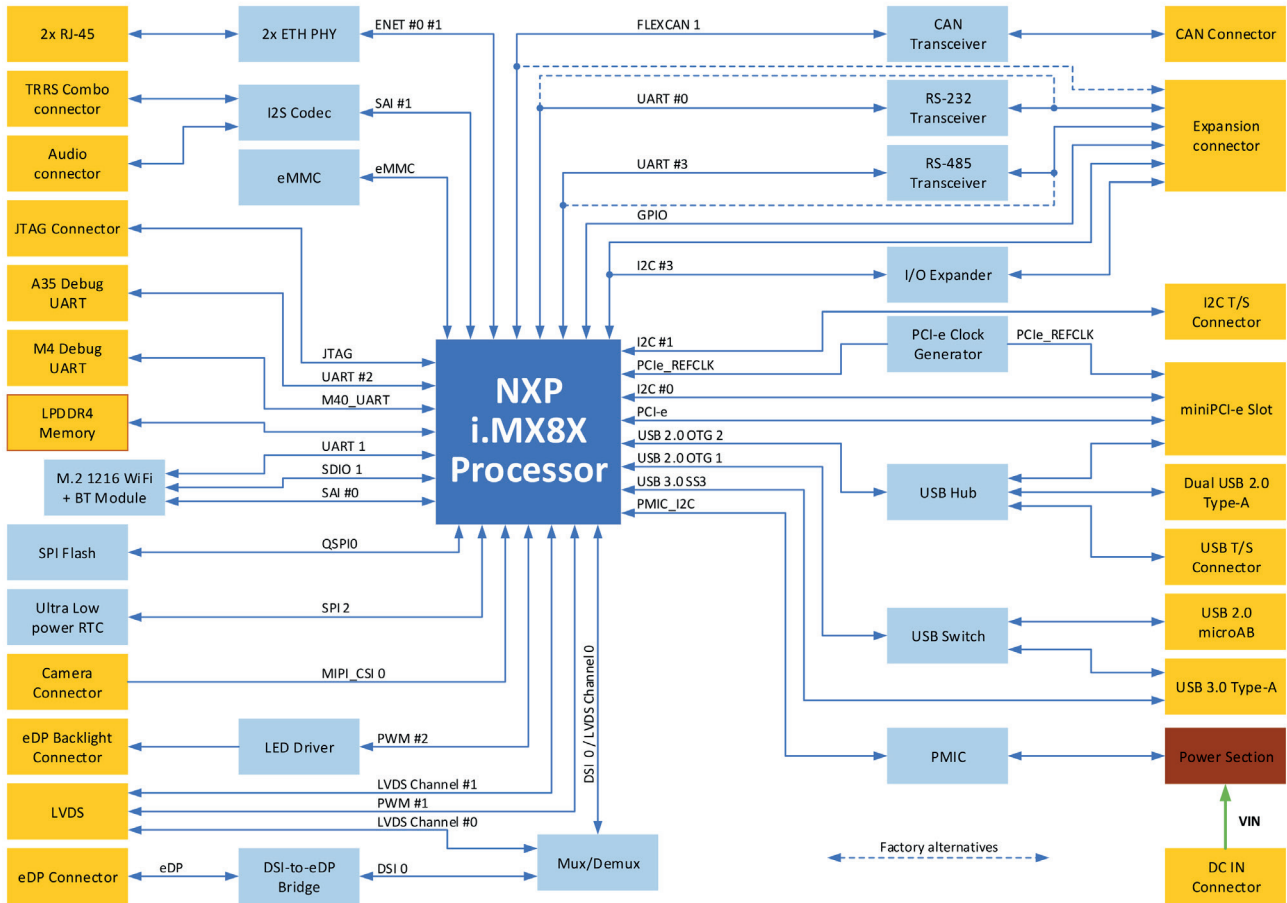 2x RJ-45
2x ETH PHY
ENET #0 #1
FLEXCAN 1
CAN
Transceiver
CAN Connector
TRRS Combo
connector
I2S Codec
SAI #1
UART #0
RS-232
Transceiver
Expansion
connector
Audio
connector
eMMC
eMMC
UART #3
RS-485
Transceiver
GPIO
JTAG Connector
I2C #3
I/O Expander
A35 Debug
UART
I2C T/S
Connector
M4 Debug
UART
JTAG
UART #2
M40_UART
I2C #1
PCIe_REFCLK
PCI-e Clock
Generator
PCIe_REFCLK
NXP
i.MX8X
Processor
I2C #0
PCI-e
miniPCI-e Slot
LPDDR4
Memory
UART 1
SDIO 1
SAI #0
M.2 1216 WiFi
+ BT Module
USB 2.0 OTG 2
USB 2.0 OTG 1
USB 3.0 SS3
PMIC_I2C
USB Hub
Dual USB 2.0
Type-A
SPI Flash
QSPI0
USB T/S
Connector
Ultra Low
power RTC
SPI 2
USB Switch
USB 2.0
microAB
Camera
Connector
MIPI_CSI 0
DSI 0 / LVDS Channel 0
USB 3.0 Type-A
eDP Backlight
Connector
LED Driver
PWM #2
PMIC
Power Section
LVDS
LVDS Channel #1
PWM #1
LVDS Channel #0
VIN
Factory alternatives
eDP Connector
eDP
DSI-to-eDP
Bridge
DSI 0
Mux/Demux
DC IN
Connector